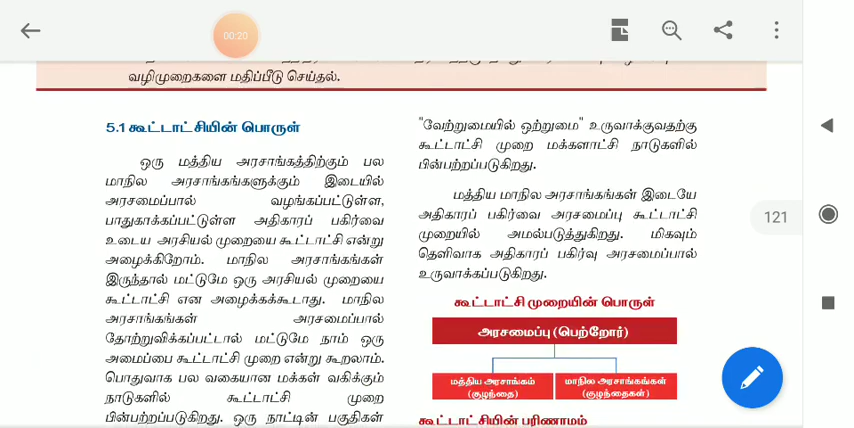 00:20
வழிமுறைகளை மதிப்பீடு செய்தல்.
5.1 கூட்டாட்சியின் பொருள்
ஒரு மத்திய அரசாங்கத்திற்கும் பல
மாநில அரசாங்கங்களுக்கும் இடையில்
அரசமைப்பால் வழங்கப்பட்டுள்ள,
பாதுகாக்கப்பட்டுள்ள அதிகாரப் பகிர்வை
உடைய அரசியல் முறையை கூட்டாட்சி என்று
அழைக்கிறோம். மாநில அரசாங்கங்கள்
இருந்தால் மட்டுமே ஒரு அரசியல் முறையை
கூட்டாட்சி என அழைக்கக்கூடாது. மாநில
அரசாங்கங்கள் அரசமைப்பால்
தோற்றுவிக்கப்பட்டால் மட்டுமே நாம் ஒரு
அமைப்பை கூட்டாட்சி முறை என்று கூறலாம்.
பொதுவாக பல வகையான மக்கள் வகிக்கும்
நாடுகளில் கூட்டாட்சி முறை
பின்பற்றப்படுகிறது. ஒரு நாட்டின் பகுதிகள்
"வேற்றுமையில் ஒற்றுமை" உருவாக்குவதற்கு
கூட்டாட்சி முறை மக்களாட்சி நாடுகளில்
பின்பற்றப்படுகிறது.
மத்திய மாநில அரசாங்கங்கள் இடையே
அதிகாரப் பகிர்வை அரசமைப்பு கூட்டாட்சி
முறையில் அமல்படுத்துகிறது. மிகவும்
தெளிவாக அதிகாரப் பகிர்வு அரசமைப்பால்
உருவாக்கப்படுகிறது.
கூட்டாட்சி முறையின் பொருள்
அரசமைப்பு (பெற்றோர்)
மத்திய அரசாங்கம்
(குழந்தை)
மாநில அரசாங்கங்கள்
(குழந்தைகள்)
கூட்டாட்சியின் பரிணாமம்
121